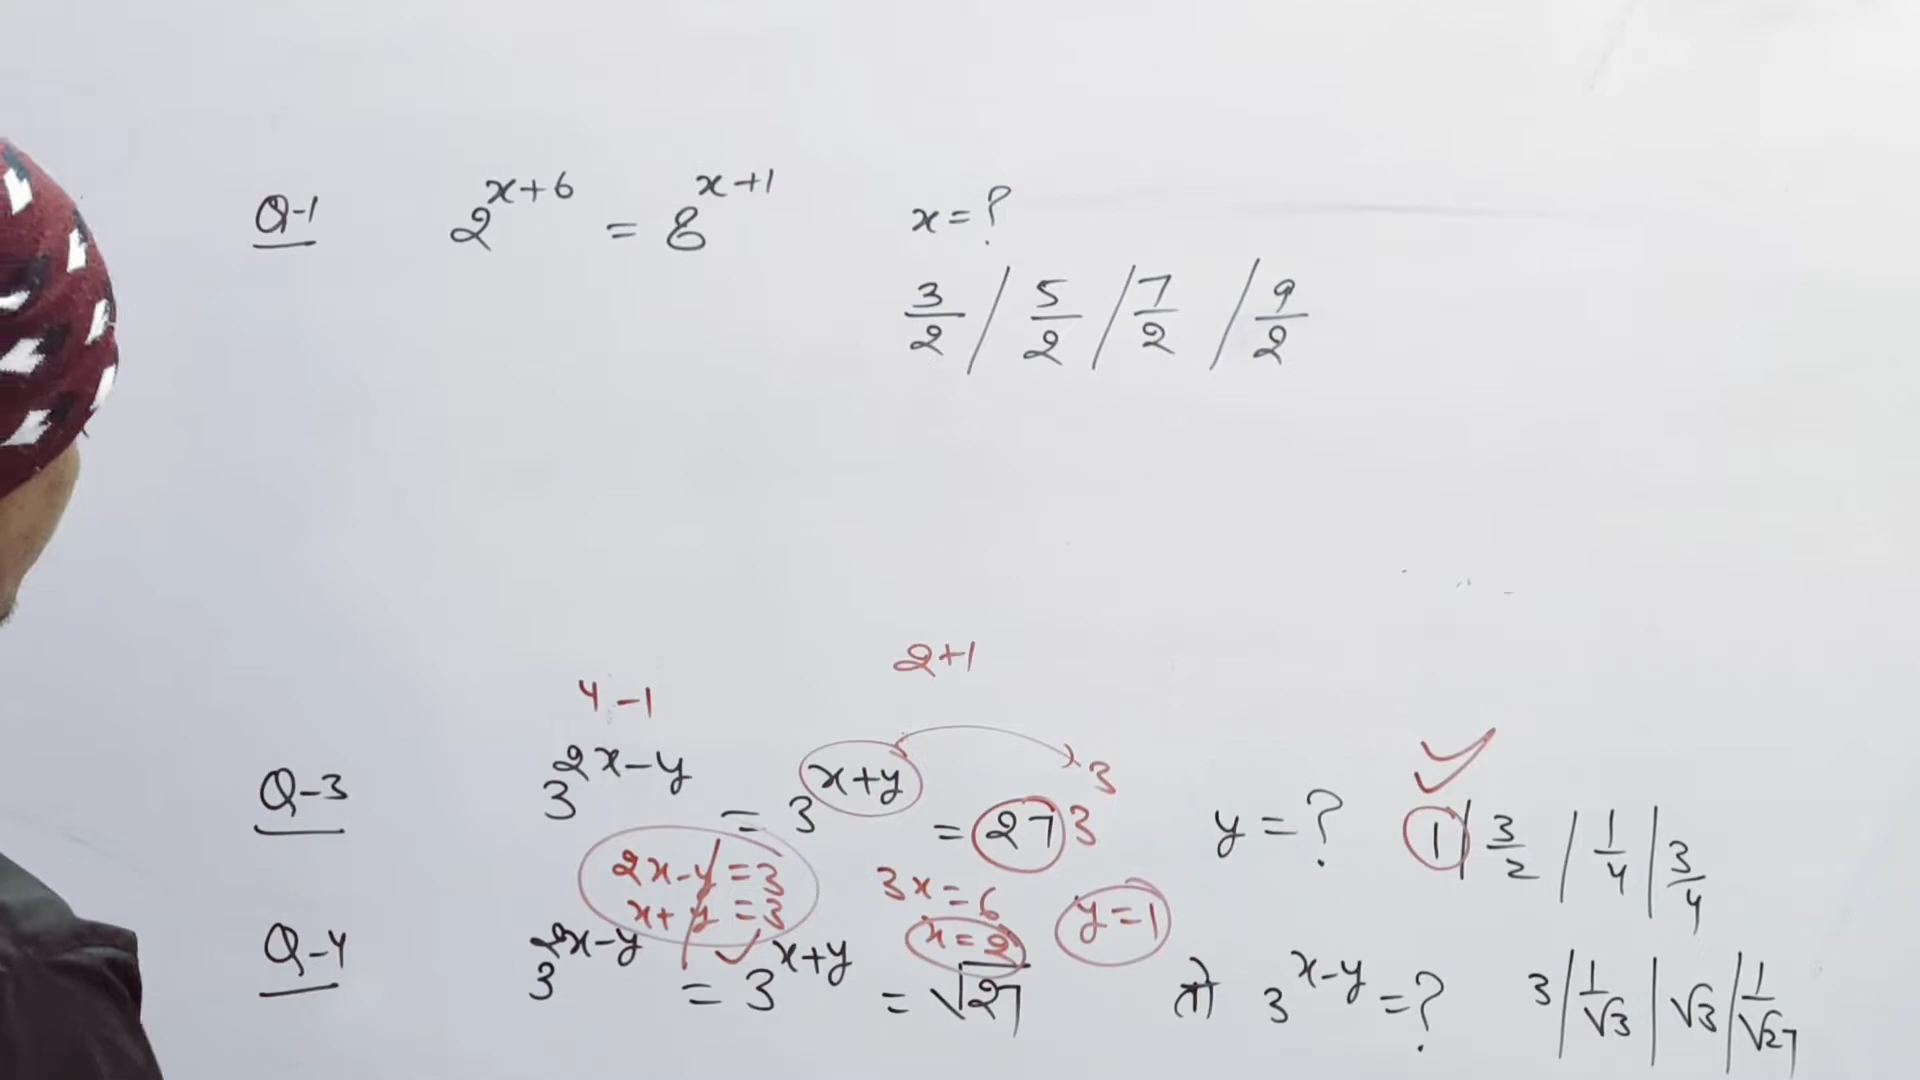 Q-1 2^{x+6} = 8^{x+1} x=?
3/2 / 5/2 / 7/2 / 9/2
2+1
4-1
Q-3 3^{2x-y} = 3^{x+y} = 27 y=? 1 | 3/2 / 1/4 | 3/4
3
3
2x-y=3
x+y=3
3x=6
x=2
y=1
Q-4 3^{2x-y} = 3^{x+y} = √27 तो 3^{x-y}=? 3 | 1/√3 | √3 | 1/√27